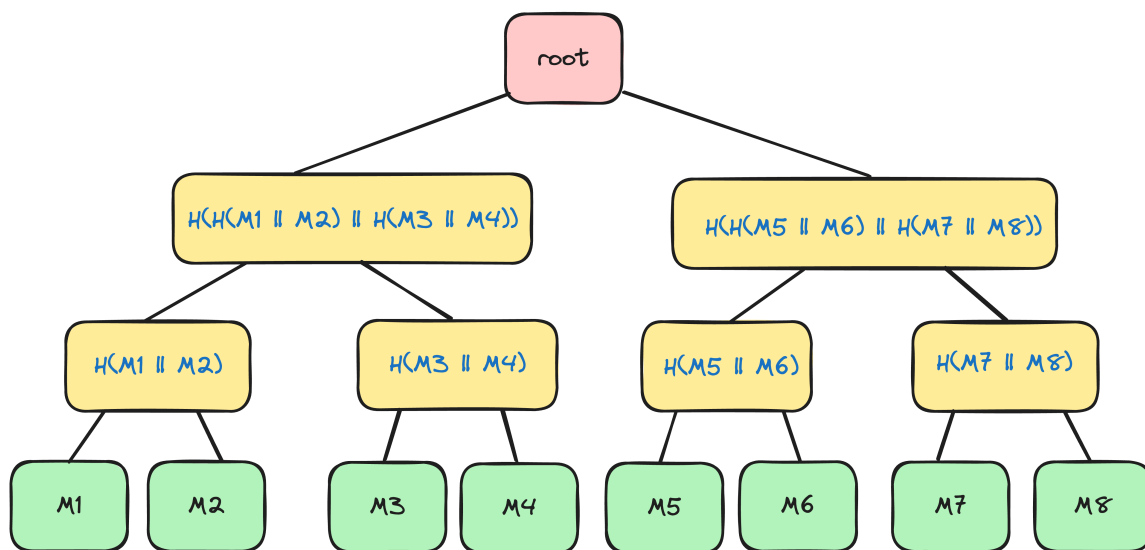 root
H(H(M1 || M2) || H(M3 || M4))
H(H(M5 || M6) || H(M7 || M8))
H(M1 || M2)
H(M3 || M4)
H(M5 || M6)
H(M7 || M8)
M1
M2
M3
M4
M5
M6
M7
M8